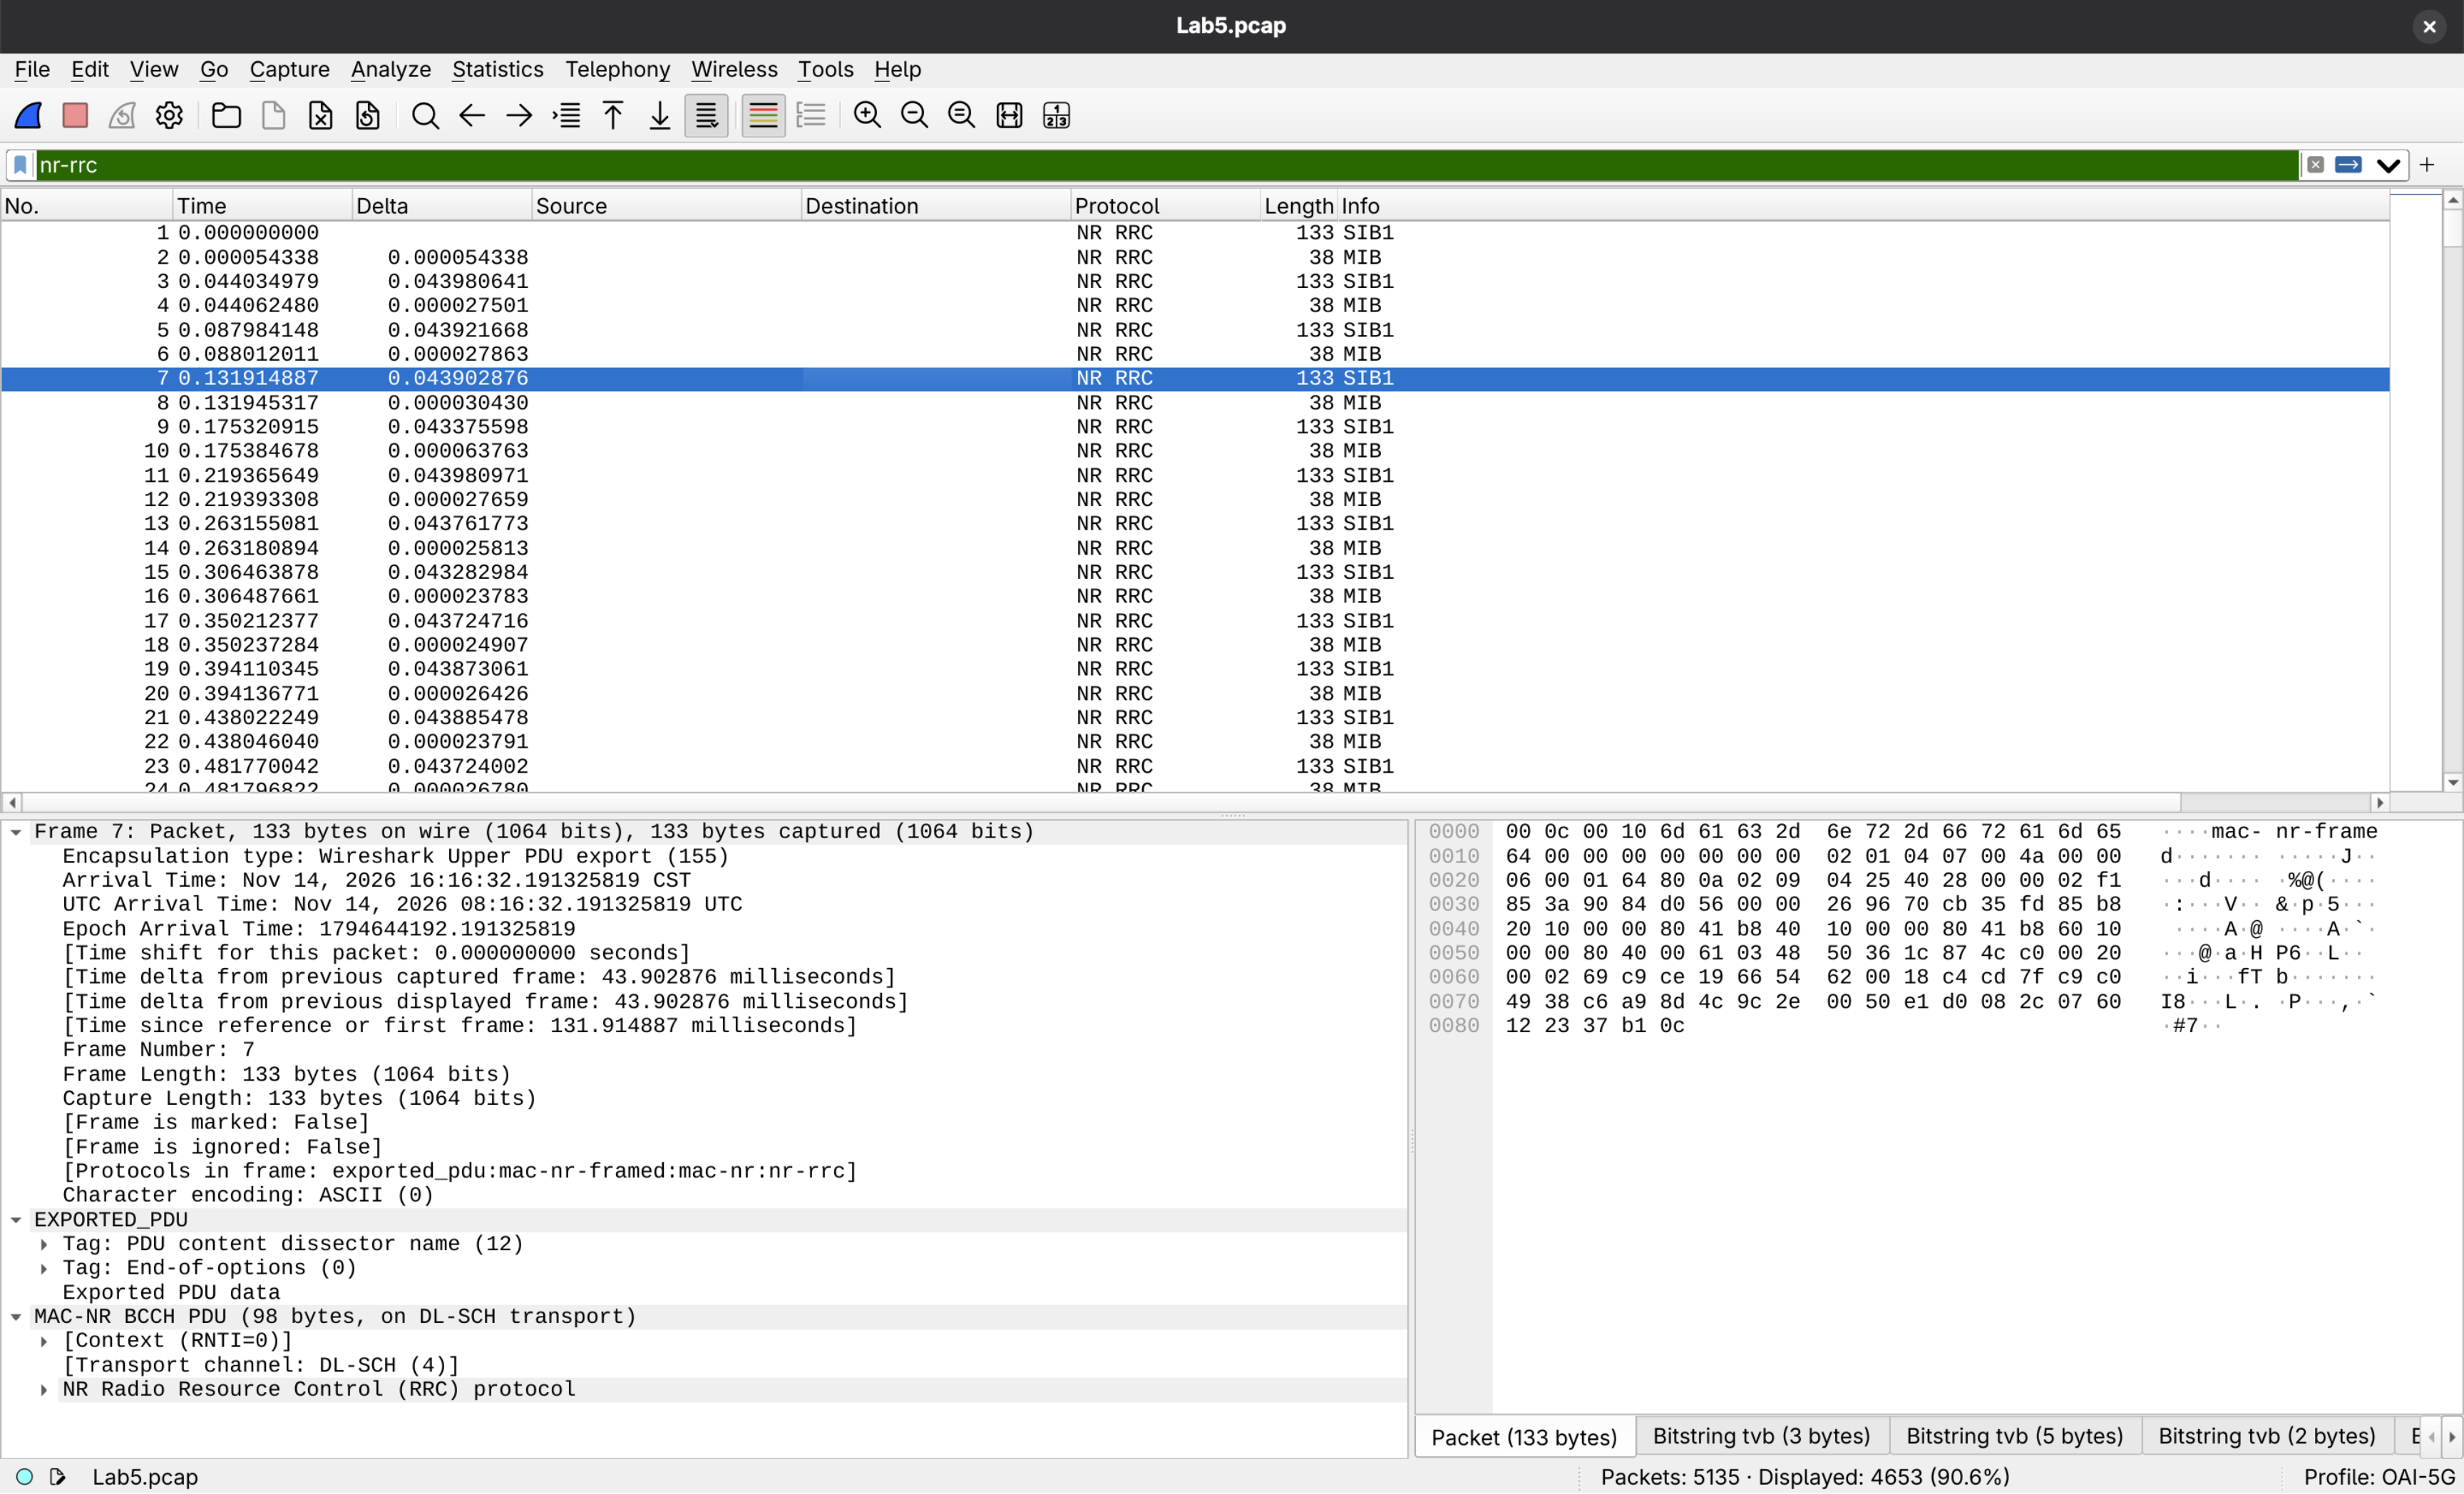 Lab5.pcap
File Edit View Go Capture Analyze Statistics Telephony Wireless Tools Help
nr-rrc
No. Time Delta Source Destination Protocol Length Info
1 0.000000000 NR RRC 133 SIB1
2 0.000054338 0.000054338 NR RRC 38 MIB
3 0.044034979 0.043980641 NR RRC 133 SIB1
4 0.044062480 0.000027501 NR RRC 38 MIB
5 0.087984148 0.043921668 NR RRC 133 SIB1
6 0.088012011 0.000027863 NR RRC 38 MIB
7 0.131914887 0.043902876 NR RRC 133 SIB1
8 0.131945317 0.000030430 NR RRC 38 MIB
9 0.175320915 0.043375598 NR RRC 133 SIB1
10 0.175384678 0.000063763 NR RRC 38 MIB
11 0.219365649 0.043980971 NR RRC 133 SIB1
12 0.219393308 0.000027659 NR RRC 38 MIB
13 0.263155081 0.043761773 NR RRC 133 SIB1
14 0.263180894 0.000025813 NR RRC 38 MIB
15 0.306463878 0.043282984 NR RRC 133 SIB1
16 0.306487661 0.000023783 NR RRC 38 MIB
17 0.350212377 0.043724716 NR RRC 133 SIB1
18 0.350237284 0.000024907 NR RRC 38 MIB
19 0.394110345 0.043873061 NR RRC 133 SIB1
20 0.394136771 0.000026426 NR RRC 38 MIB
21 0.438022249 0.043885478 NR RRC 133 SIB1
22 0.438046040 0.000023791 NR RRC 38 MIB
23 0.481770042 0.043724002 NR RRC 133 SIB1
24 0.481796822 0.000026780 NR RRC 38 MIB
Frame 7: Packet, 133 bytes on wire (1064 bits), 133 bytes captured (1064 bits)
Encapsulation type: Wireshark Upper PDU export (155)
Arrival Time: Nov 14, 2026 16:16:32.191325819 CST
UTC Arrival Time: Nov 14, 2026 08:16:32.191325819 UTC
Epoch Arrival Time: 1794644192.191325819
[Time shift for this packet: 0.000000000 seconds]
[Time delta from previous captured frame: 43.902876 milliseconds]
[Time delta from previous displayed frame: 43.902876 milliseconds]
[Time since reference or first frame: 131.914887 milliseconds]
Frame Number: 7
Frame Length: 133 bytes (1064 bits)
Capture Length: 133 bytes (1064 bits)
[Frame is marked: False]
[Frame is ignored: False]
[Protocols in frame: exported_pdu:mac-nr-framed:mac-nr:nr-rrc]
Character encoding: ASCII (0)
EXPORTED_PDU
Tag: PDU content dissector name (12)
Tag: End-of-options (0)
Exported PDU data
MAC-NR BCCH PDU (98 bytes, on DL-SCH transport)
[Context (RNTI=0)]
[Transport channel: DL-SCH (4)]
NR Radio Resource Control (RRC) protocol
0000 00 0c 00 10 6d 61 63 2d 6e 72 2d 66 72 61 6d 65 ····mac- nr-frame
0010 64 00 00 00 00 00 00 00 02 01 04 07 00 4a 00 00 d······· ·····J··
0020 06 00 01 64 80 0a 02 09 04 25 40 28 00 00 02 f1 ···d···· ·%@(····
0030 85 3a 90 84 d0 56 00 00 26 96 70 cb 35 fd 85 b8 ·:···V·· &·p·5···
0040 20 10 00 00 80 41 b8 40 10 00 00 80 41 b8 60 10 ····A·@ ····A·`·
0050 00 00 80 40 00 61 03 48 50 36 1c 87 4c c0 00 20 ···@·a·H P6··L··
0060 00 02 69 c9 ce 19 66 54 62 00 18 c4 cd 7f c9 c0 ··i···fT b·······
0070 49 38 c6 a9 8d 4c 9c 2e 00 50 e1 d0 08 2c 07 60 I8···L·. ·P···,·`
0080 12 23 37 b1 0c ·#7··
Packet (133 bytes) Bitstring tvb (3 bytes) Bitstring tvb (5 bytes) Bitstring tvb (2 bytes)
Lab5.pcap Packets: 5135 · Displayed: 4653 (90.6%) Profile: OAI-5G